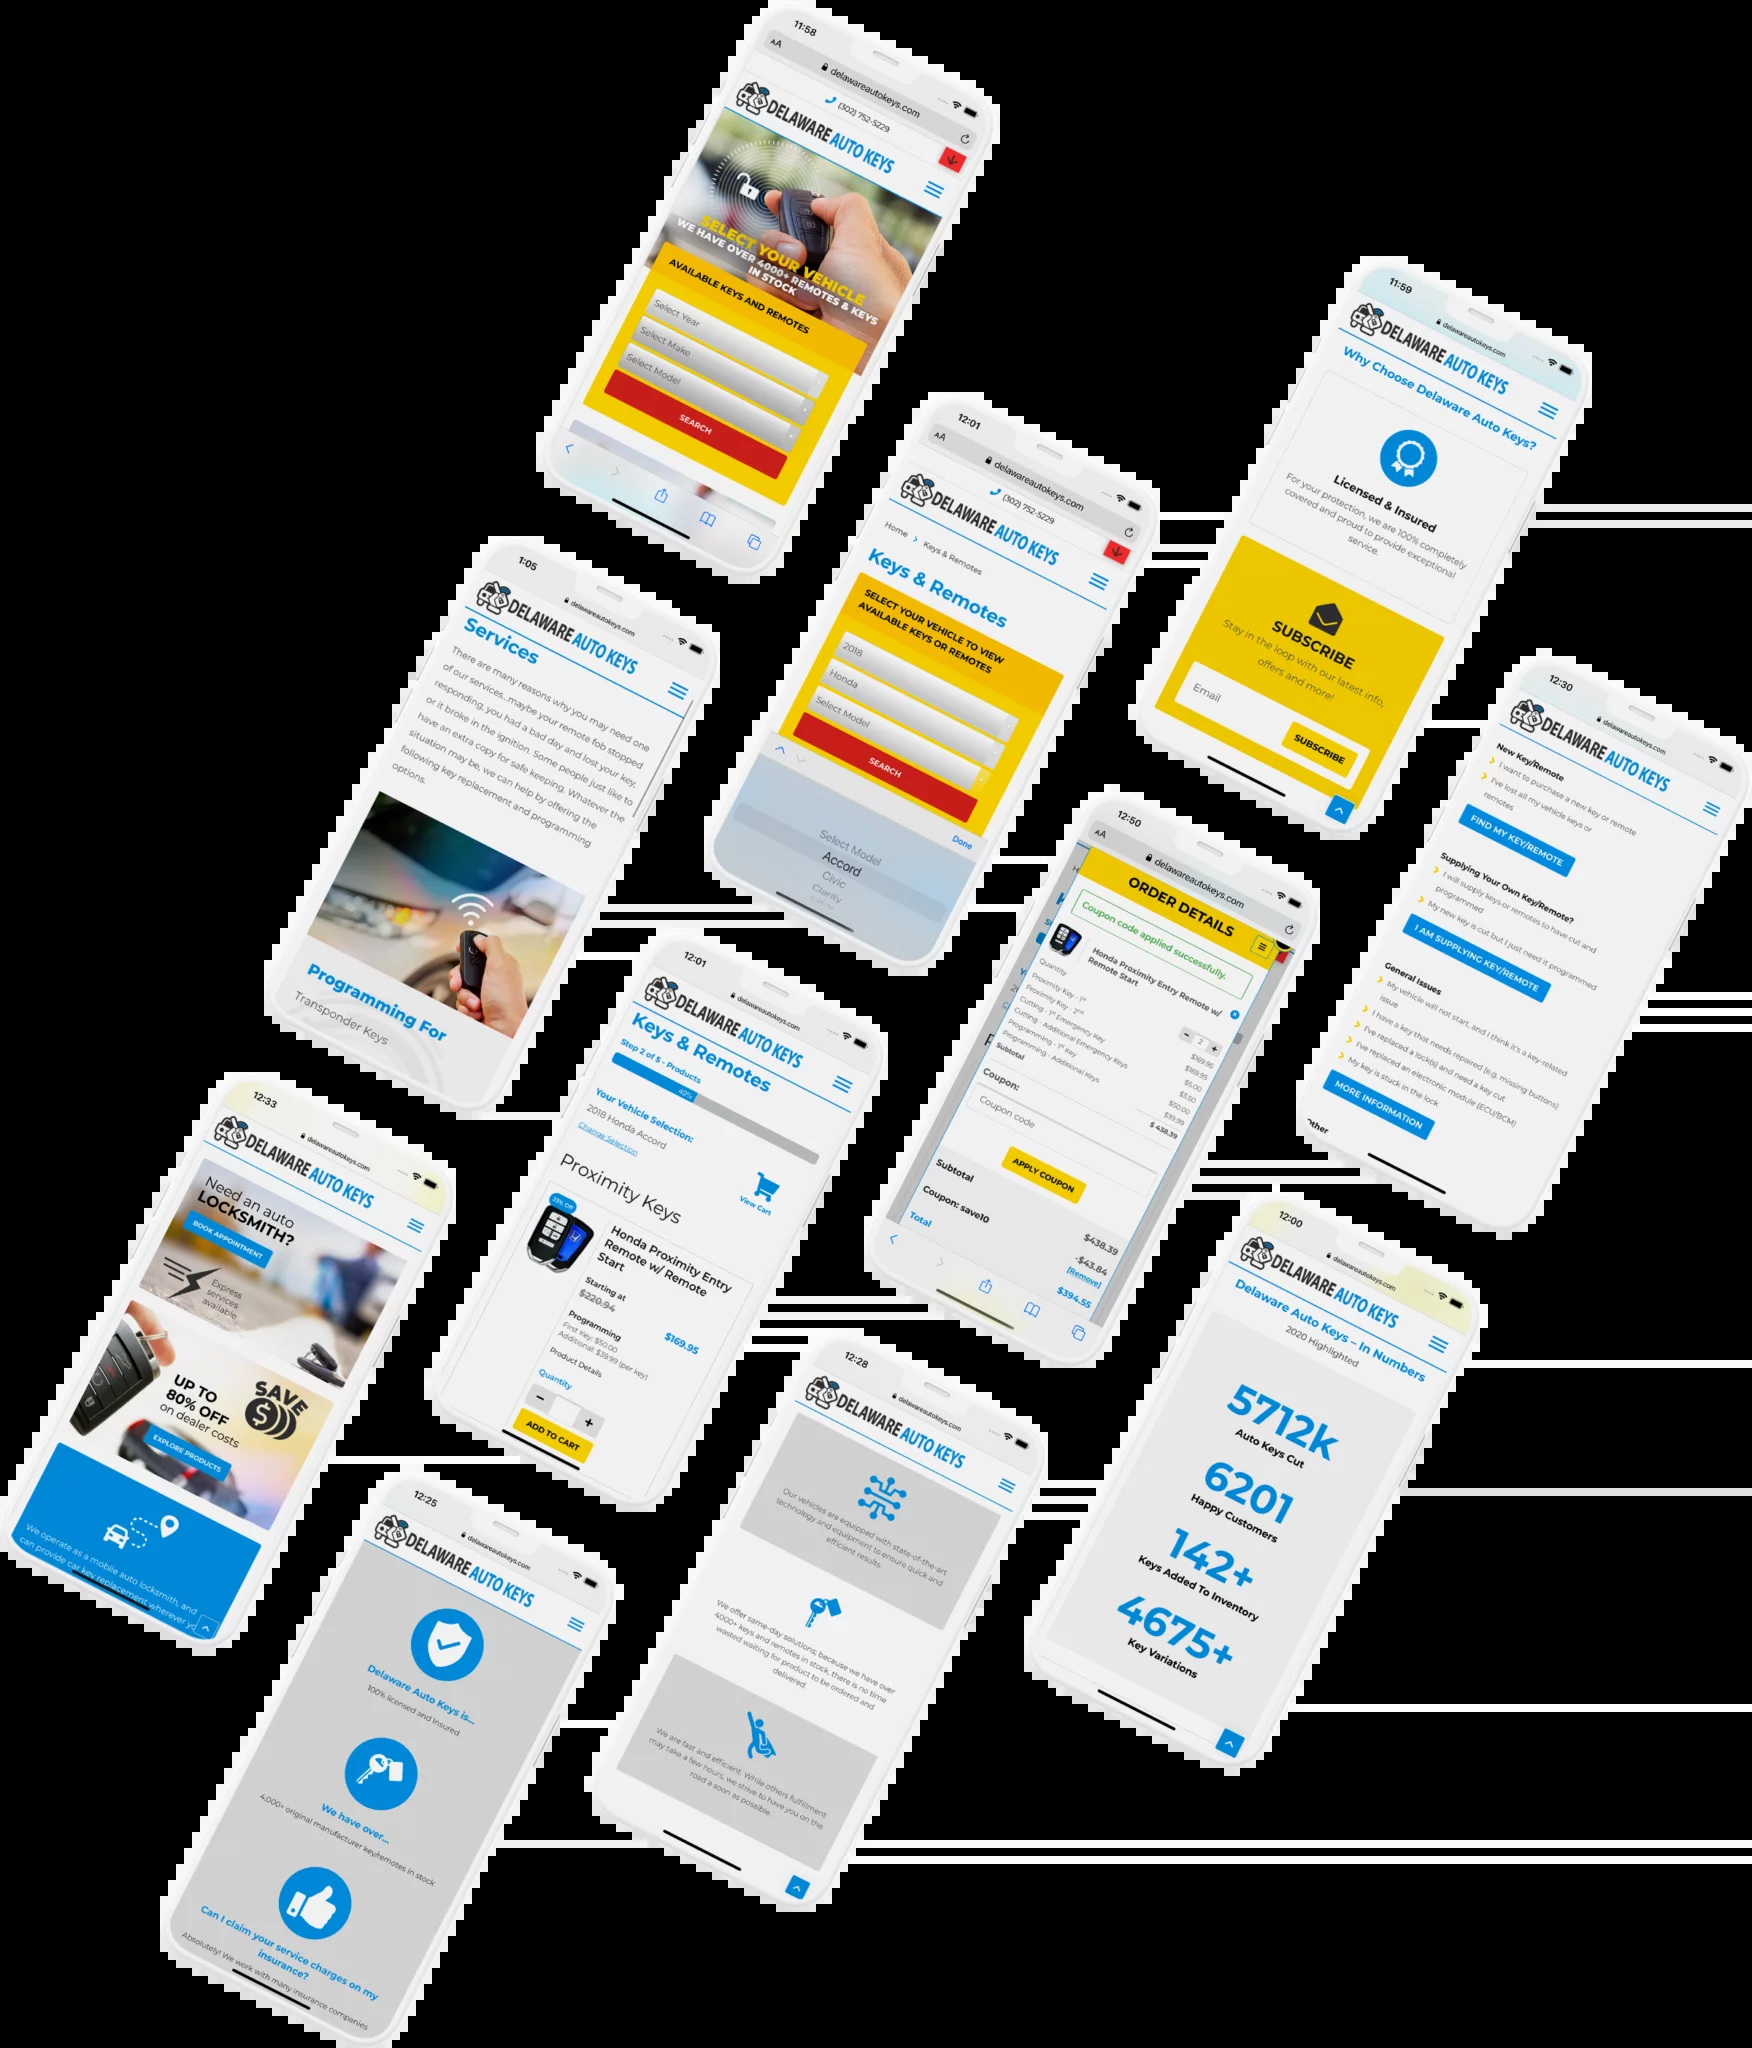 11:58
AA
delawareautokeys.com
(302) 752-5229
DELAWARE AUTO KEYS
SELECT YOUR VEHICLE
WE HAVE OVER 4000+ REMOTES & KEYS
IN STOCK
AVAILABLE KEYS AND REMOTES
Select Year
Select Make
Select Model
SEARCH
11:59
delawareautokeys.com
DELAWARE AUTO KEYS
Why Choose Delaware Auto Keys?
Licensed & Insured
For your protection, we are 100% completely
covered and proud to provide exceptional
service.
SUBSCRIBE
Stay in the loop with our latest info,
offers and more!
Email
SUBSCRIBE
12:01
AA
delawareautokeys.com
(302) 752-5229
DELAWARE AUTO KEYS
Home > Keys & Remotes
Keys & Remotes
SELECT YOUR VEHICLE TO VIEW
AVAILABLE KEYS OR REMOTES
2018
Honda
Select Model
SEARCH
Done
Select Model
Accord
Civic
Clarity
1:05
delawareautokeys.com
DELAWARE AUTO KEYS
Services
There are many reasons why you may need one
of our services...maybe your remote fob stopped
responding, you had a bad day and lost your key,
or it broke in the ignition. Some people just like to
have an extra copy for safe keeping. Whatever the
situation may be, we can help by offering the
following key replacement and programming
options.
Programming For
Transponder Keys
12:30
delawareautokeys.com
DELAWARE AUTO KEYS
New Key/Remote
I want to purchase a new key or remote
I've lost all my vehicle keys or
remotes
FIND MY KEY/REMOTE
Supplying Your Own Key/Remote?
I will supply keys or remotes to have cut and
programmed
My new key is cut but I just need it programmed
I AM SUPPLYING KEY/REMOTE
General Issues
My vehicle will not start, and I think it's a key-related
issue
I have a key that needs repaired (e.g. missing buttons)
I've replaced a lock(s) and need a key cut
I've replaced an electronic module (ECU/BCM)
My key is stuck in the lock
MORE INFORMATION
Other
12:50
AA
delawareautokeys.com
ORDER DETAILS
Coupon code applied successfully.
Honda Proximity Entry Remote w/
Remote Start
Quantity
- 2 +
Proximity Key - 1st
$169.95
Proximity Key - 2nd
$169.95
Cutting - 1st Emergency Key
$5.00
Cutting - Additional Emergency Keys
$3.50
Programming - 1st Key
$50.00
Programming - Additional Keys
$39.99
Subtotal
$ 438.39
Coupon:
Coupon code
APPLY COUPON
Subtotal
$438.39
Coupon: save10
-$43.84
[Remove]
Total
$394.55
12:01
delawareautokeys.com
DELAWARE AUTO KEYS
Keys & Remotes
Step 2 of 5 - Products
40%
Your Vehicle Selection:
2018 Honda Accord
Change Selection
View Cart
Proximity Keys
23% Off
Honda Proximity Entry
Remote w/ Remote
Start
Starting at
$220.94
$169.95
Programming
First Key: $50.00
Additional: $39.99 (per key)
Product Details
Quantity
- +
ADD TO CART
12:33
delawareautokeys.com
DELAWARE AUTO KEYS
Need an auto
LOCKSMITH?
BOOK APPOINTMENT
Express
services
available
UP TO
80% OFF
on dealer costs
SAVE
EXPLORE PRODUCTS
We operate as a mobile auto locksmith, and
can provide car key replacement wherever
12:00
delawareautokeys.com
DELAWARE AUTO KEYS
Delaware Auto Keys – In Numbers
2020 Highlighted
5712k
Auto Keys Cut
6201
Happy Customers
142+
Keys Added To Inventory
4675+
Key Variations
12:28
delawareautokeys.com
DELAWARE AUTO KEYS
Our vehicles are equipped with state-of-the-art
technology and equipment to ensure quick and
efficient results
We offer same-day solutions; because we have over
4000+ keys and remotes in stock, there is no time
wasted waiting for product to be ordered and
delivered
We are fast and efficient. While others fulfillment
may take a few hours, we strive to have you on the
road a soon as possible.
12:25
delawareautokeys.com
DELAWARE AUTO KEYS
Delaware Auto Keys is...
100% licensed and Insured
We have over...
4,000+ original manufacturer key/remotes in stock
Can I claim your service charges on my
insurance?
Absolutely! We work with many insurance companies